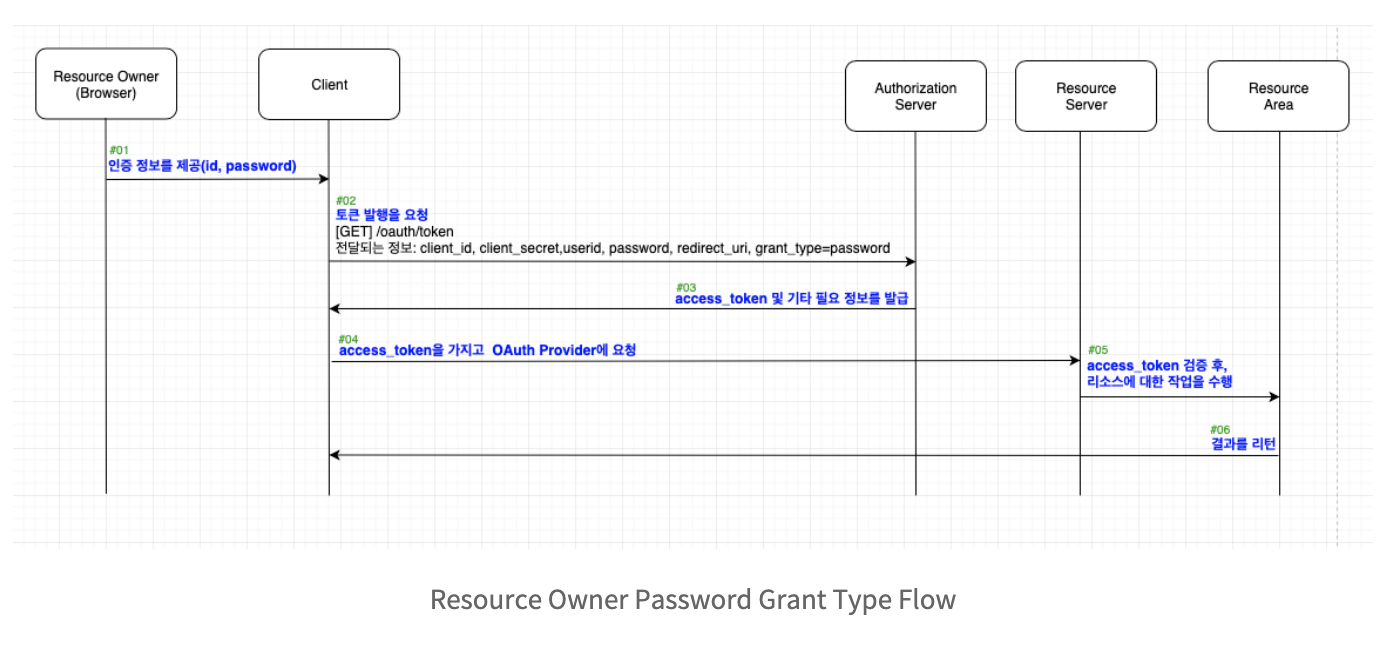 Resource Owner
(Browser)
Client
Authorization
Server
Resource
Server
Resource
Area
#01
인증 정보를 제공(id, password)
#02
토큰 발행을 요청
[GET] /oauth/token
전달되는 정보: client_id, client_secret,userid, password, redirect_uri, grant_type=password
#03
access_token 및 기타 필요 정보를 발급
#04
access_token을 가지고  OAuth Provider에 요청
#05
access_token 검증 후,
리소스에 대한 작업을 수행
#06
결과를 리턴
Resource Owner Password Grant Type Flow